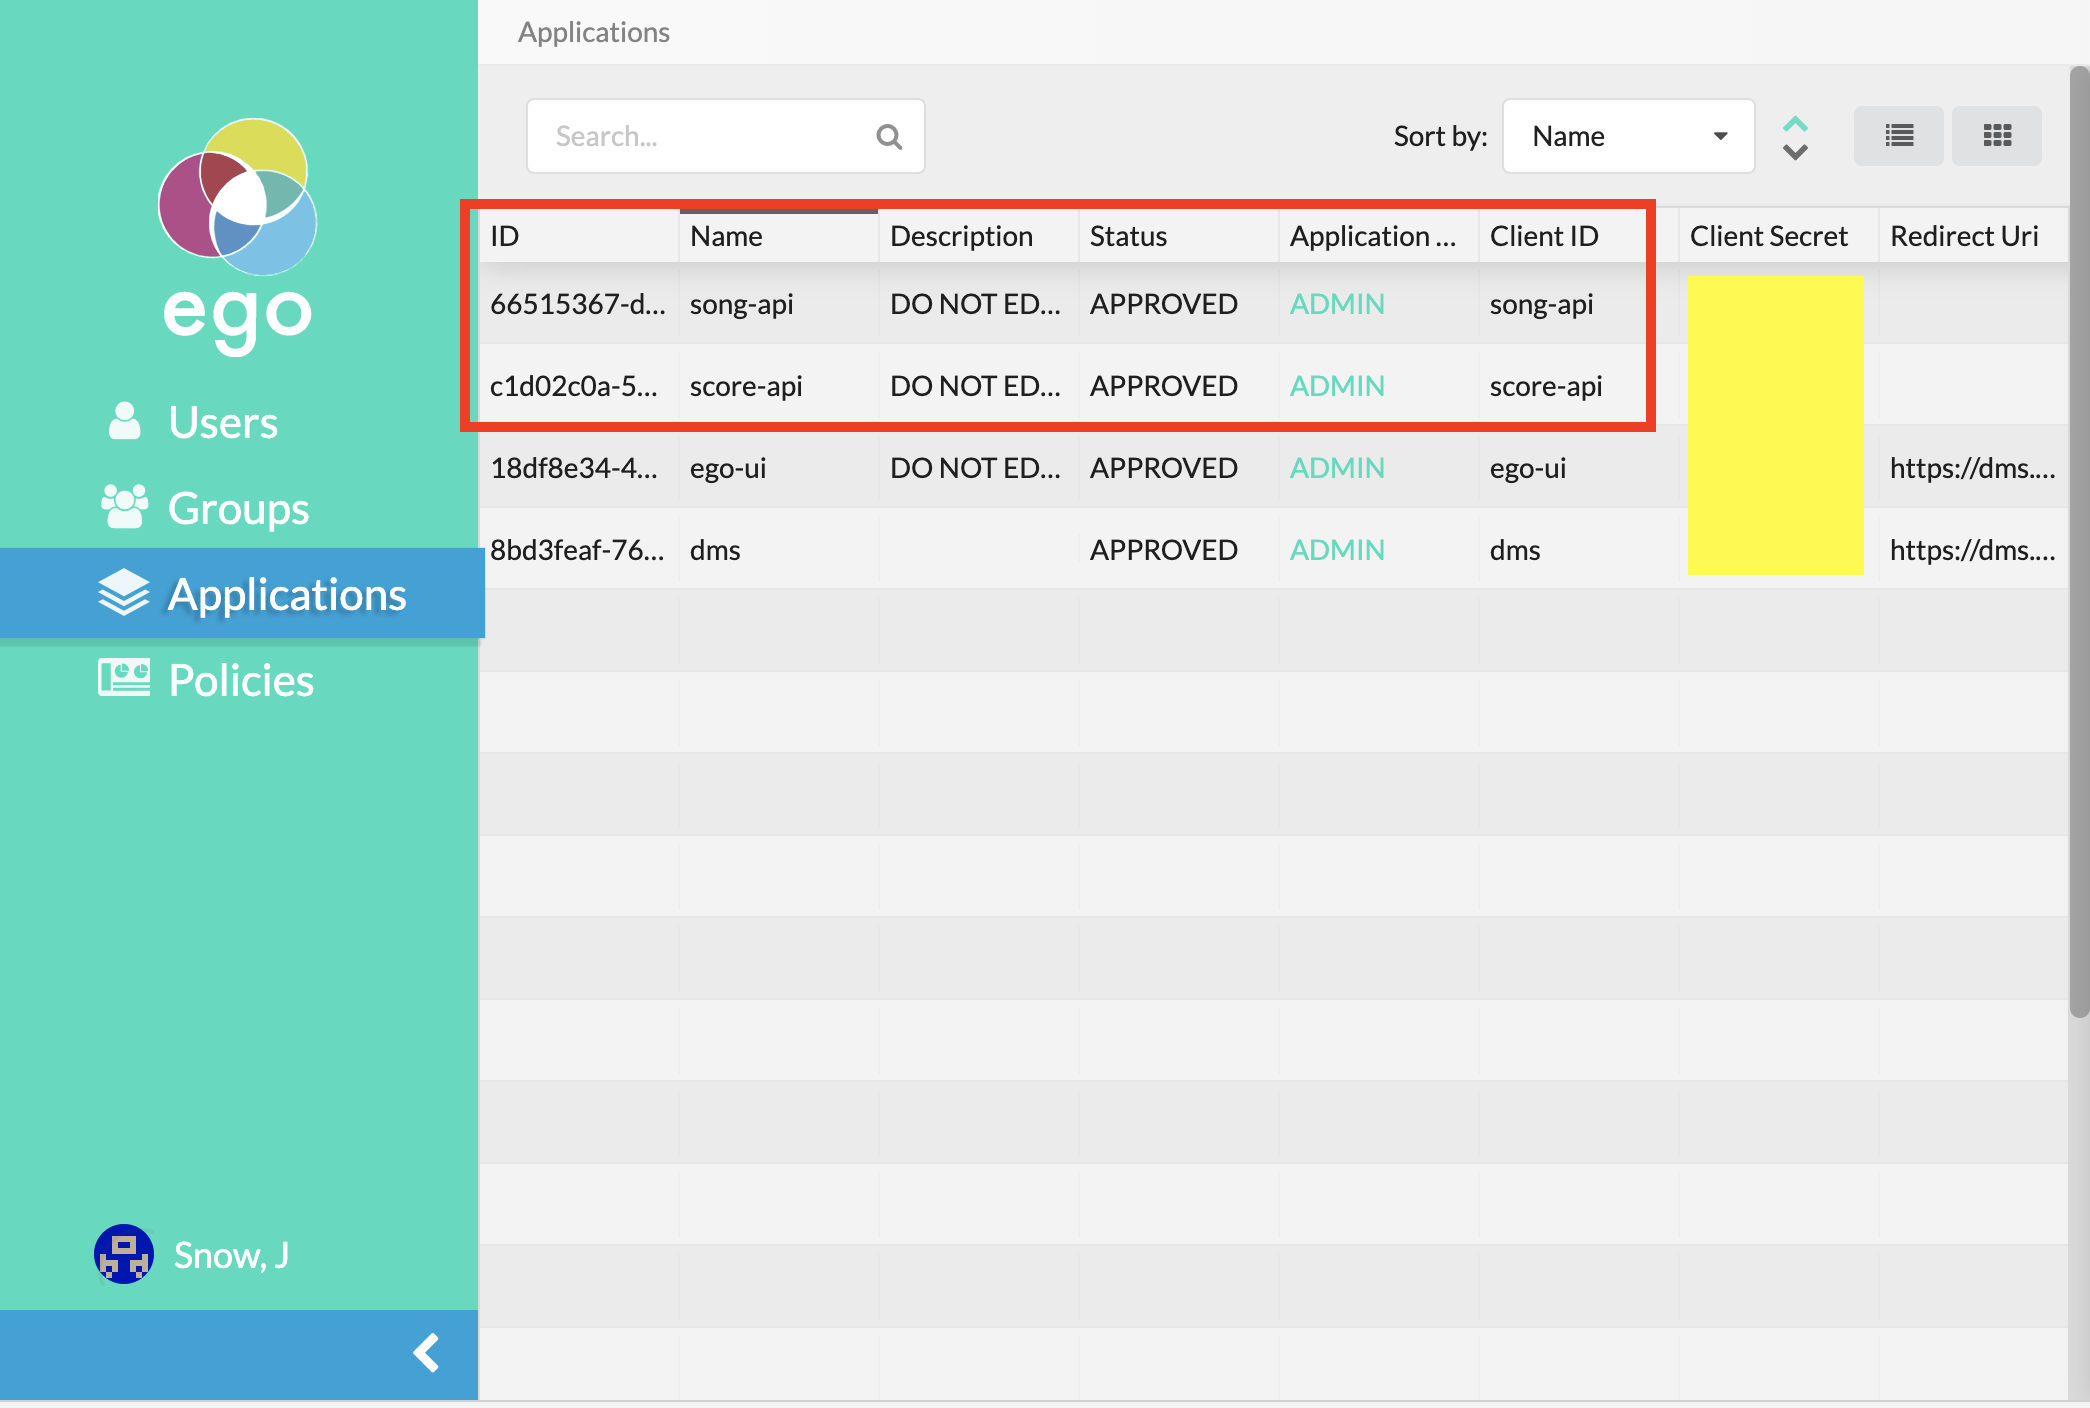 Applications
Search...
Sort by:
Name
ego
Users
Groups
Applications
Policies
Snow, J
ID Name Description Status Application ... Client ID Client Secret Redirect Uri
66515367-d... song-api DO NOT ED... APPROVED ADMIN song-api
c1d02c0a-5... score-api DO NOT ED... APPROVED ADMIN score-api
18df8e34-4... ego-ui DO NOT ED... APPROVED ADMIN ego-ui https://dms....
8bd3feaf-76... dms APPROVED ADMIN dms https://dms....